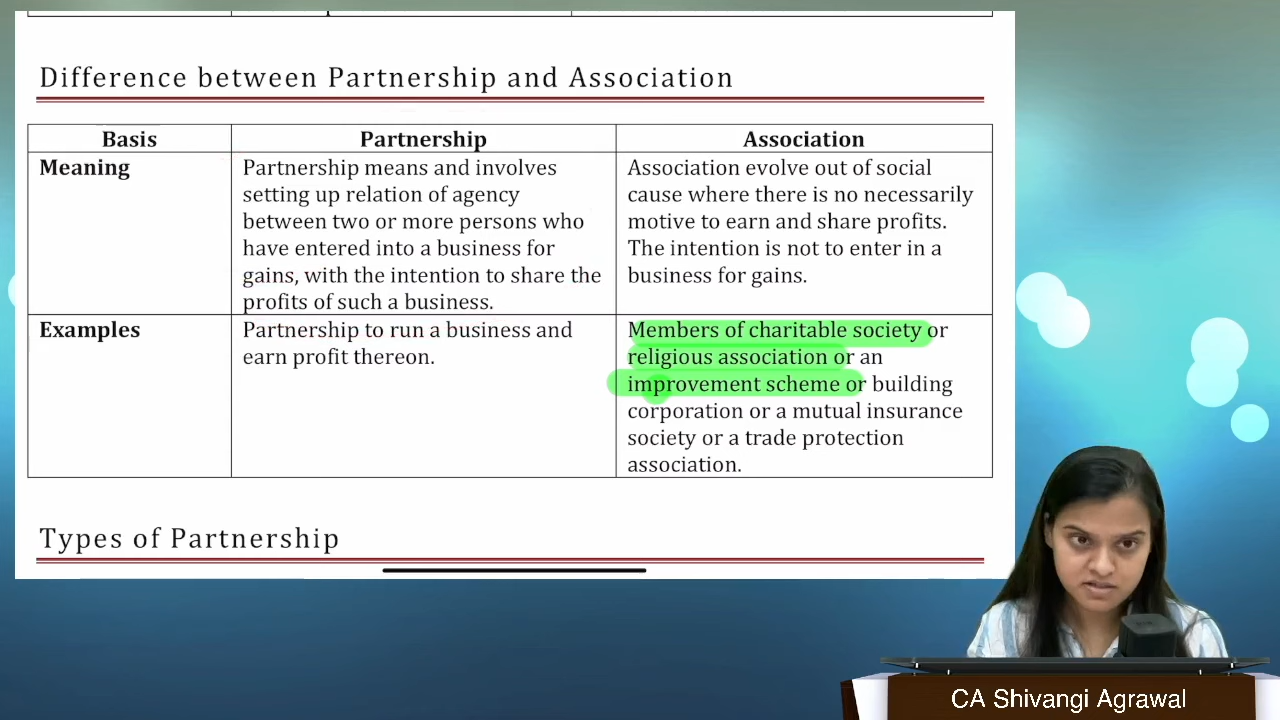 Difference between Partnership and Association
Basis
Partnership
Association
Meaning
Partnership means and involves
setting up relation of agency
between two or more persons who
have entered into a business for
gains, with the intention to share the
profits of such a business.
Association evolve out of social
cause where there is no necessarily
motive to earn and share profits.
The intention is not to enter in a
business for gains.
Examples
Partnership to run a business and
earn profit thereon.
Members of charitable society or
religious association or an
improvement scheme or building
corporation or a mutual insurance
society or a trade protection
association.
Types of Partnership
CA Shivangi Agrawal